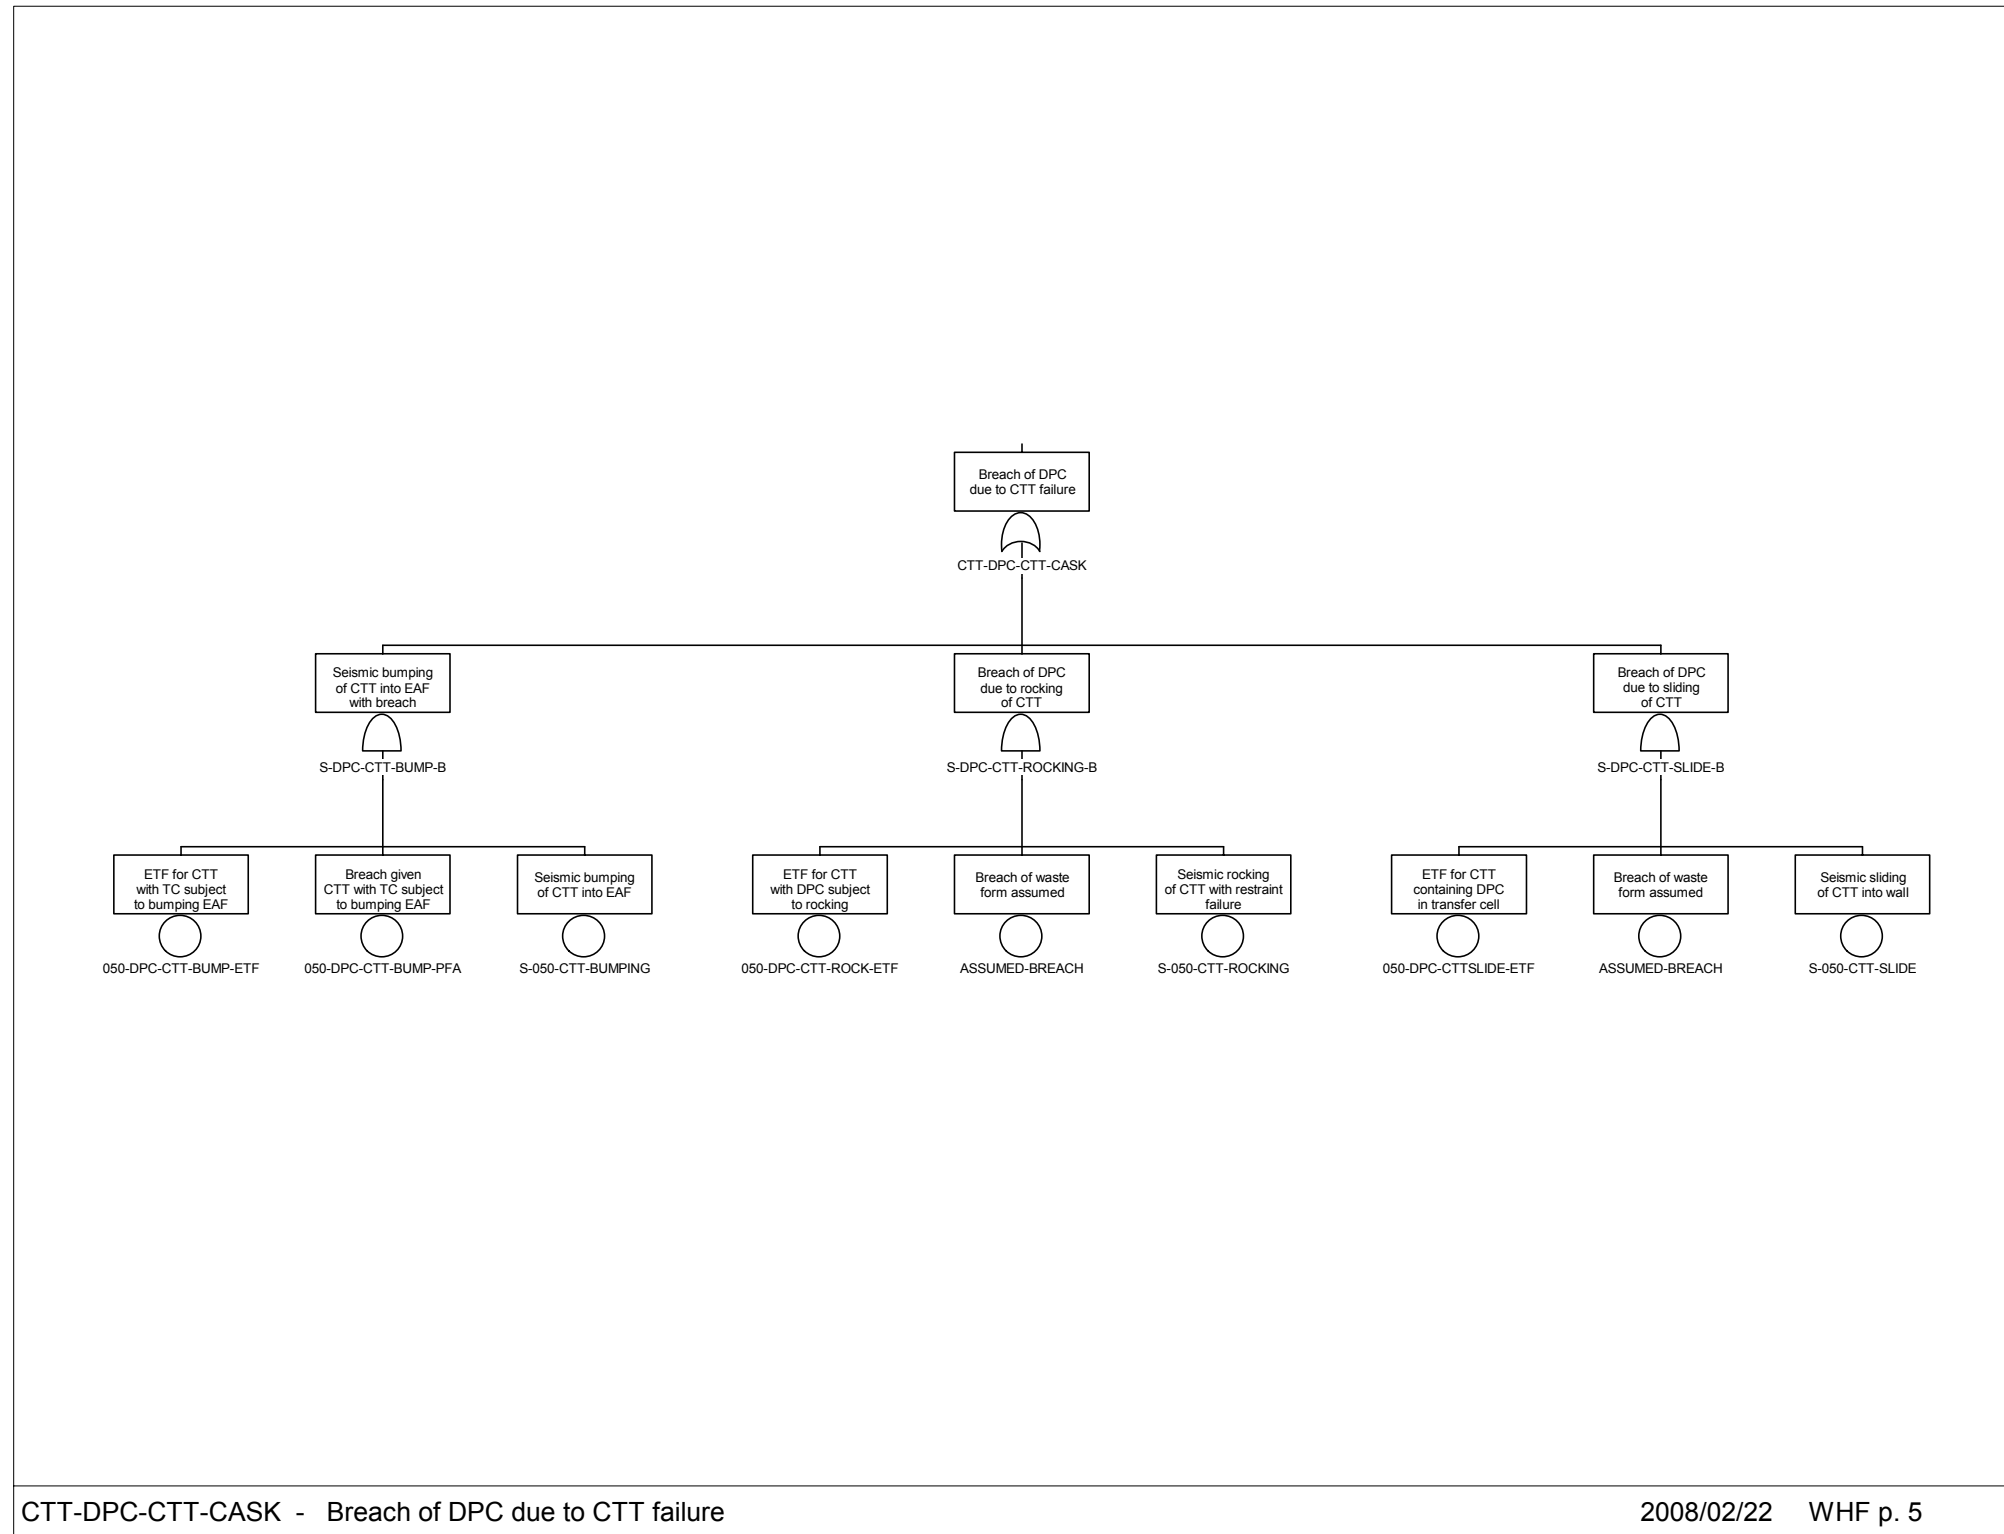 Breach of DPC
due to CTT failure
CTT-DPC-CTT-CASK
Seismic bumping
of CTT into EAF
with breach
S-DPC-CTT-BUMP-B
Breach of DPC
due to rocking
of CTT
S-DPC-CTT-ROCKING-B
Breach of DPC
due to sliding
of CTT
S-DPC-CTT-SLIDE-B
ETF for CTT
with TC subject
to bumping EAF
050-DPC-CTT-BUMP-ETF
Breach given
CTT with TC subject
to bumping EAF
050-DPC-CTT-BUMP-PFA
Seismic bumping
of CTT into EAF
S-050-CTT-BUMPING
ETF for CTT
with DPC subject
to rocking
050-DPC-CTT-ROCK-ETF
Breach of waste
form assumed
ASSUMED-BREACH
Seismic rocking
of CTT with restraint
failure
S-050-CTT-ROCKING
ETF for CTT
containing DPC
in transfer cell
050-DPC-CTTSLIDE-ETF
Breach of waste
form assumed
ASSUMED-BREACH
Seismic sliding
of CTT into wall
S-050-CTT-SLIDE
CTT-DPC-CTT-CASK - Breach of DPC due to CTT failure
2008/02/22 WHF p. 5